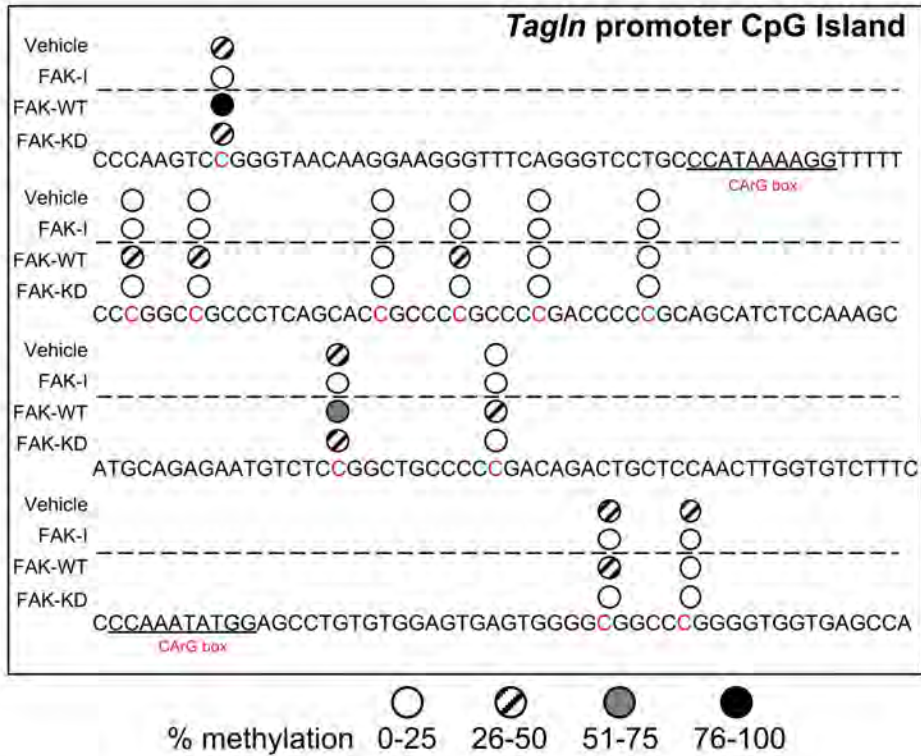 Tagln promoter CpG Island
Vehicle
FAK-I
FAK-WT
FAK-KD
CCCAAGTCCGGGTAACAAGGAAGGGTTTCAGGGTCCTGCCCATAAAAGGTTTTT
CArG box
Vehicle
FAK-I
FAK-WT
FAK-KD
CCCGGCCGCCCTCAGCACCGCCCCGCCCCGACCCCCGCAGCATCTCCAAAGC
Vehicle
FAK-I
FAK-WT
FAK-KD
ATGCAGAGAATGTCTCCGGCTGCCCCCGACAGACTGCTCCAACTTGGTGTCTTTC
Vehicle
FAK-I
FAK-WT
FAK-KD
CCCAAATATGGAGCCTGTGTGGAGTGAGTGGGGCGGCCCGGGGTGGTGAGCCA
CArG box
% methylation 0-25 26-50 51-75 76-100